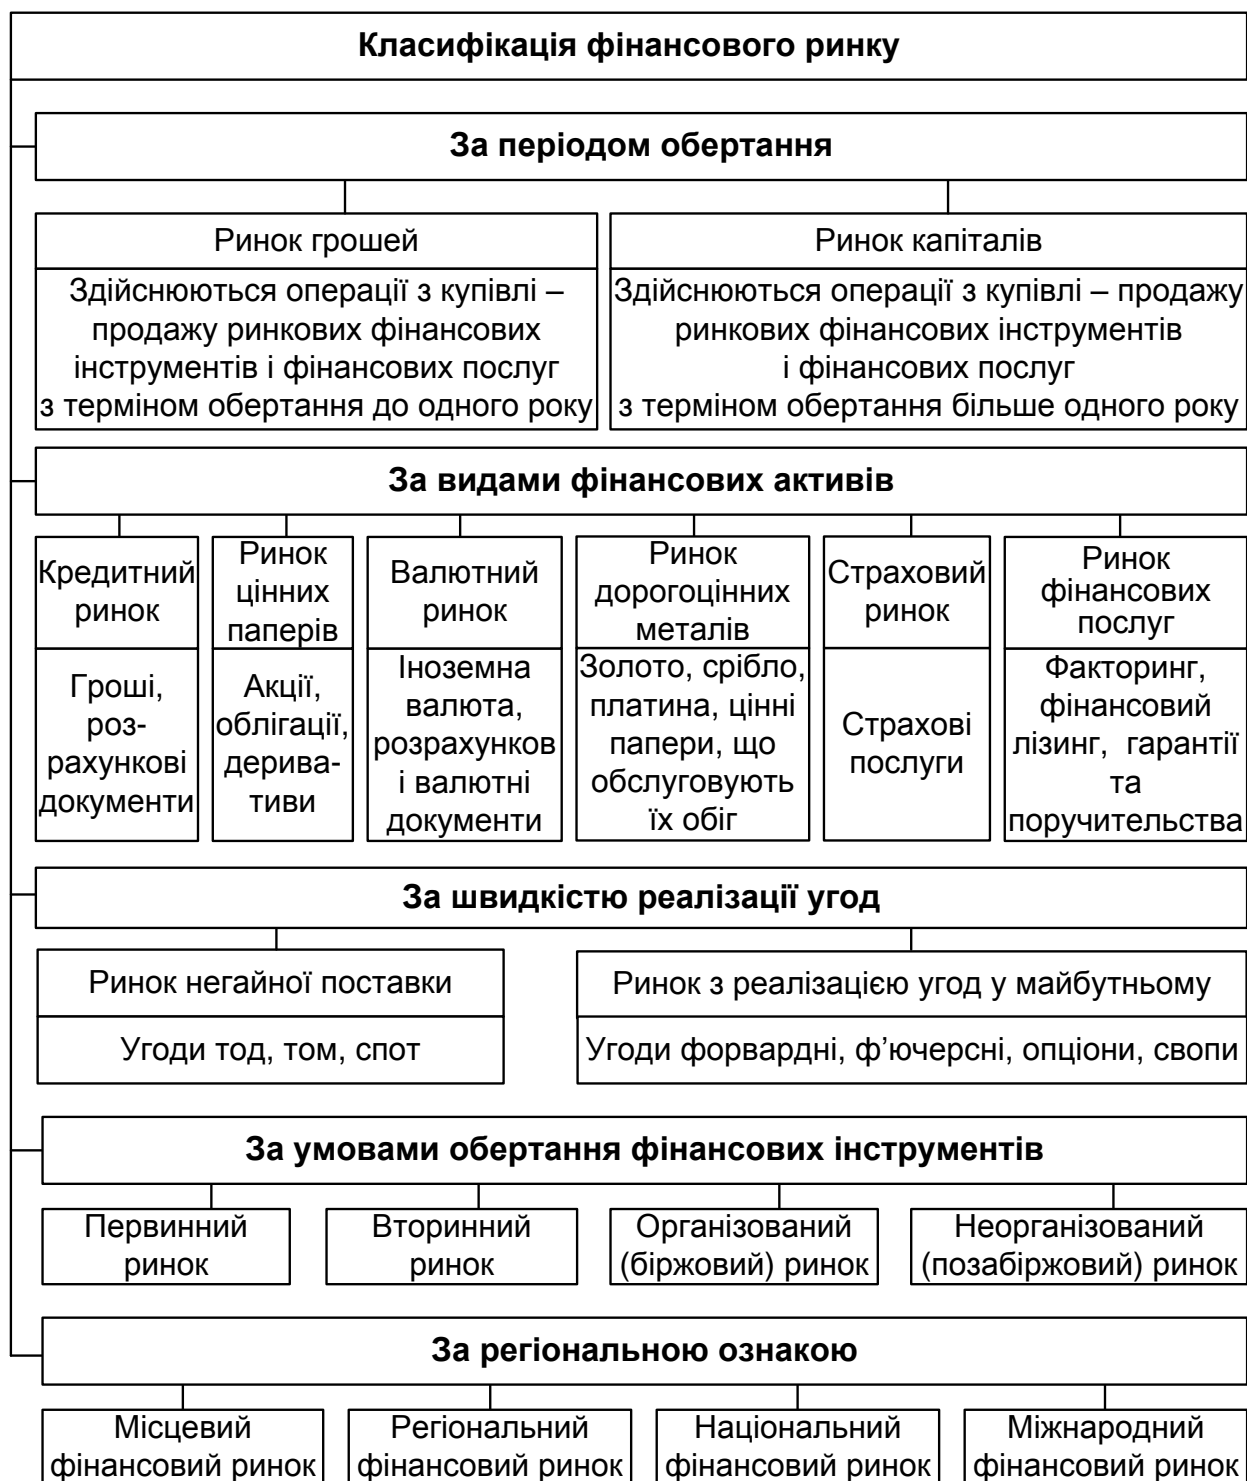 Класифікація фінансового ринку
За періодом обертання
Ринок грошей
Здійснюються операції з купівлі –
продажу ринкових фінансових
інструментів і фінансових послуг
з терміном обертання до одного року
Ринок капіталів
Здійснюються операції з купівлі – продажу
ринкових фінансових інструментів
і фінансових послуг
з терміном обертання більше одного року
За видами фінансових активів
Кредитний
ринок
Гроші,
роз-
рахункові
документи
Ринок
цінних
паперів
Акції,
облігації,
дерива-
тиви
Валютний
ринок
Іноземна
валюта,
розрахунков
і валютні
документи
Ринок
дорогоцінних
металів
Золото, срібло,
платина, цінні
папери, що
обслуговують
їх обіг
Страховий
ринок
Страхові
послуги
Ринок
фінансових
послуг
Факторинг,
фінансовий
лізинг, гарантії
та
поручительства
За швидкістю реалізації угод
Ринок негайної поставки
Угоди тод, том, спот
Ринок з реалізацією угод у майбутньому
Угоди форвардні, ф’ючерсні, опціони, свопи
За умовами обертання фінансових інструментів
Первинний
ринок
Вторинний
ринок
Організований
(біржовий) ринок
Неорганізований
(позабіржовий) ринок
За регіональною ознакою
Місцевий
фінансовий ринок
Регіональний
фінансовий ринок
Національний
фінансовий ринок
Міжнародний
фінансовий ринок